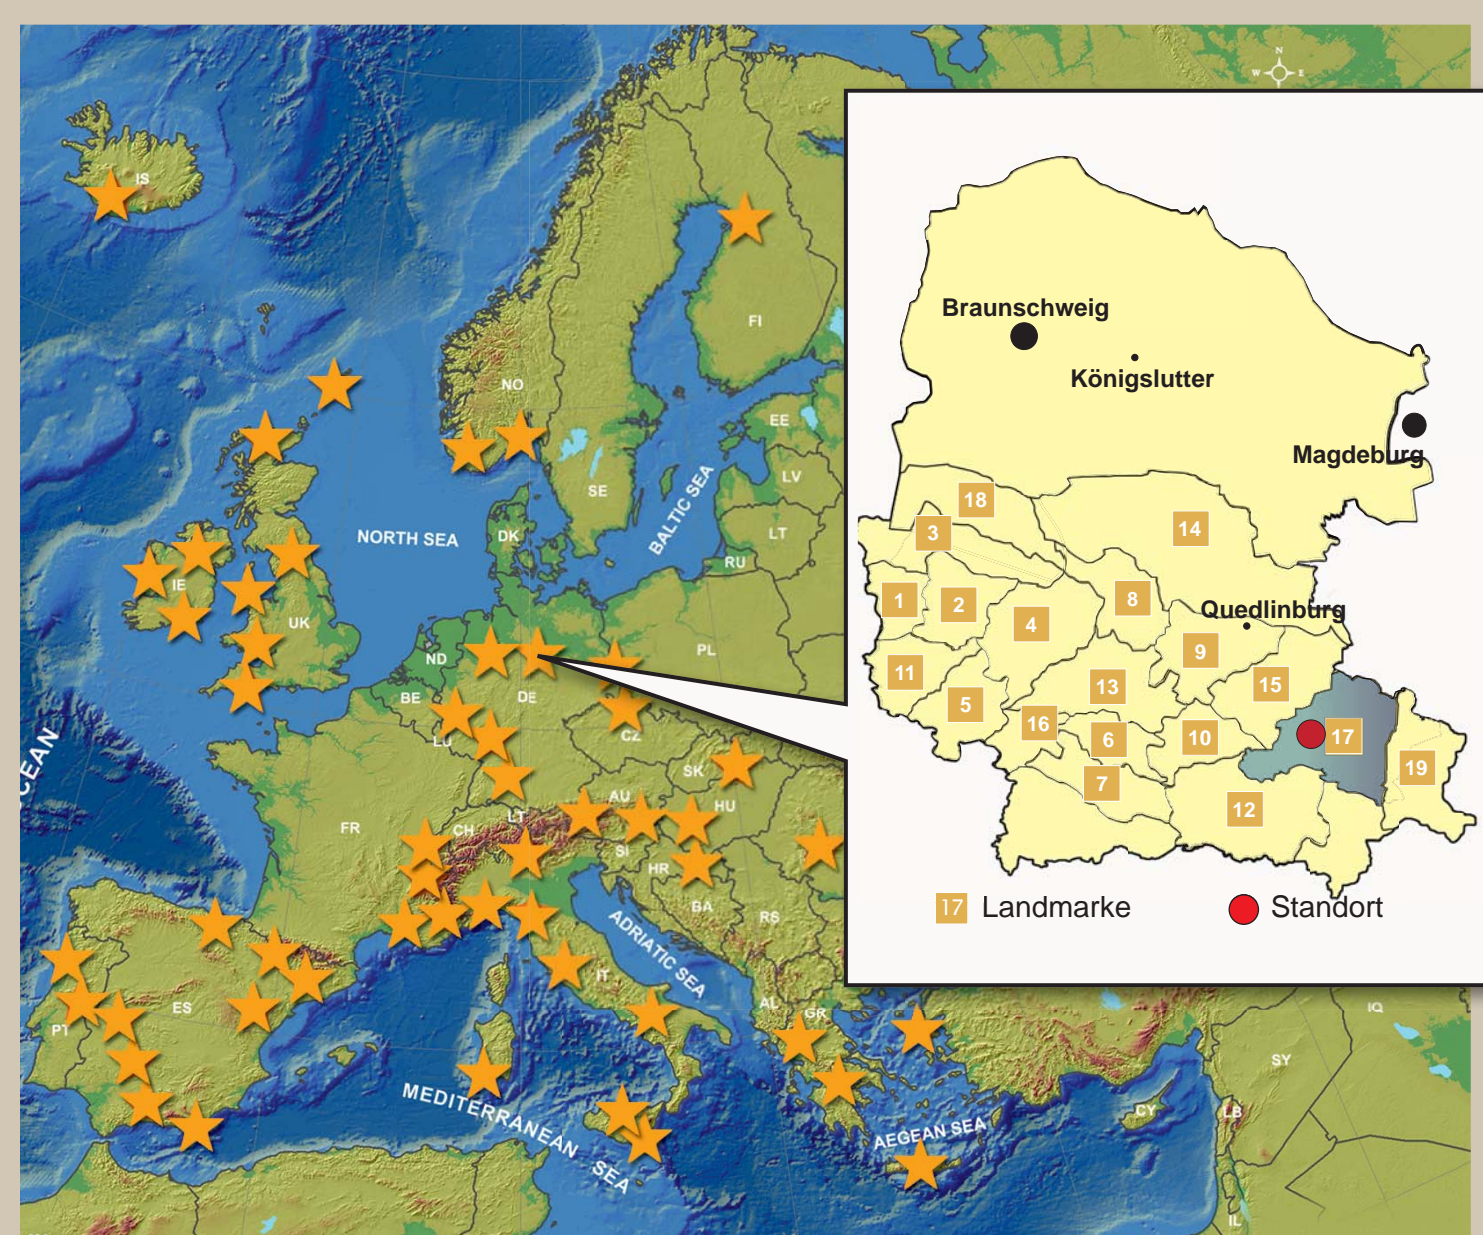 N
W E
IS
FI
NO
EE
SE
LV
NORTH SEA
DK
BALTIC SEA
LT
RU
IE
UK
ND
PL
BE
DE
LU
CZ
SK
AU
HU
FR
CH
LT
SI
HR
BA
RS
ADRIATIC SEA
IT
ES
PT
AL
GR
OCEAN
MEDITERRANEAN SEA
AEGEAN SEA
CY
LB
SY
IQ
IL
Braunschweig
Königslutter
Magdeburg
18
3
14
1
2
4
8
Quedlinburg
9
11
5
13
15
16
6
10
17
7
12
19
17 Landmarke
Standort